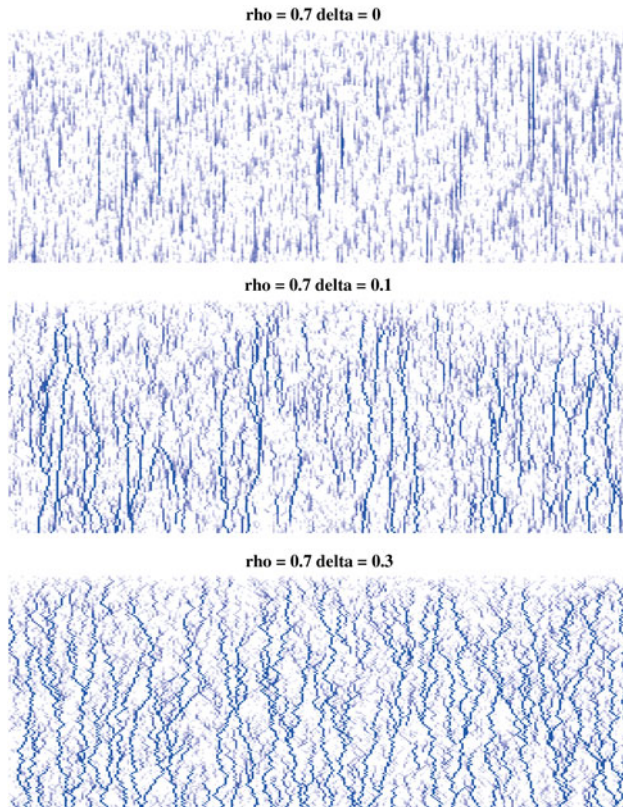 rho = 0.7 delta = 0
rho = 0.7 delta = 0.1
rho = 0.7 delta = 0.3